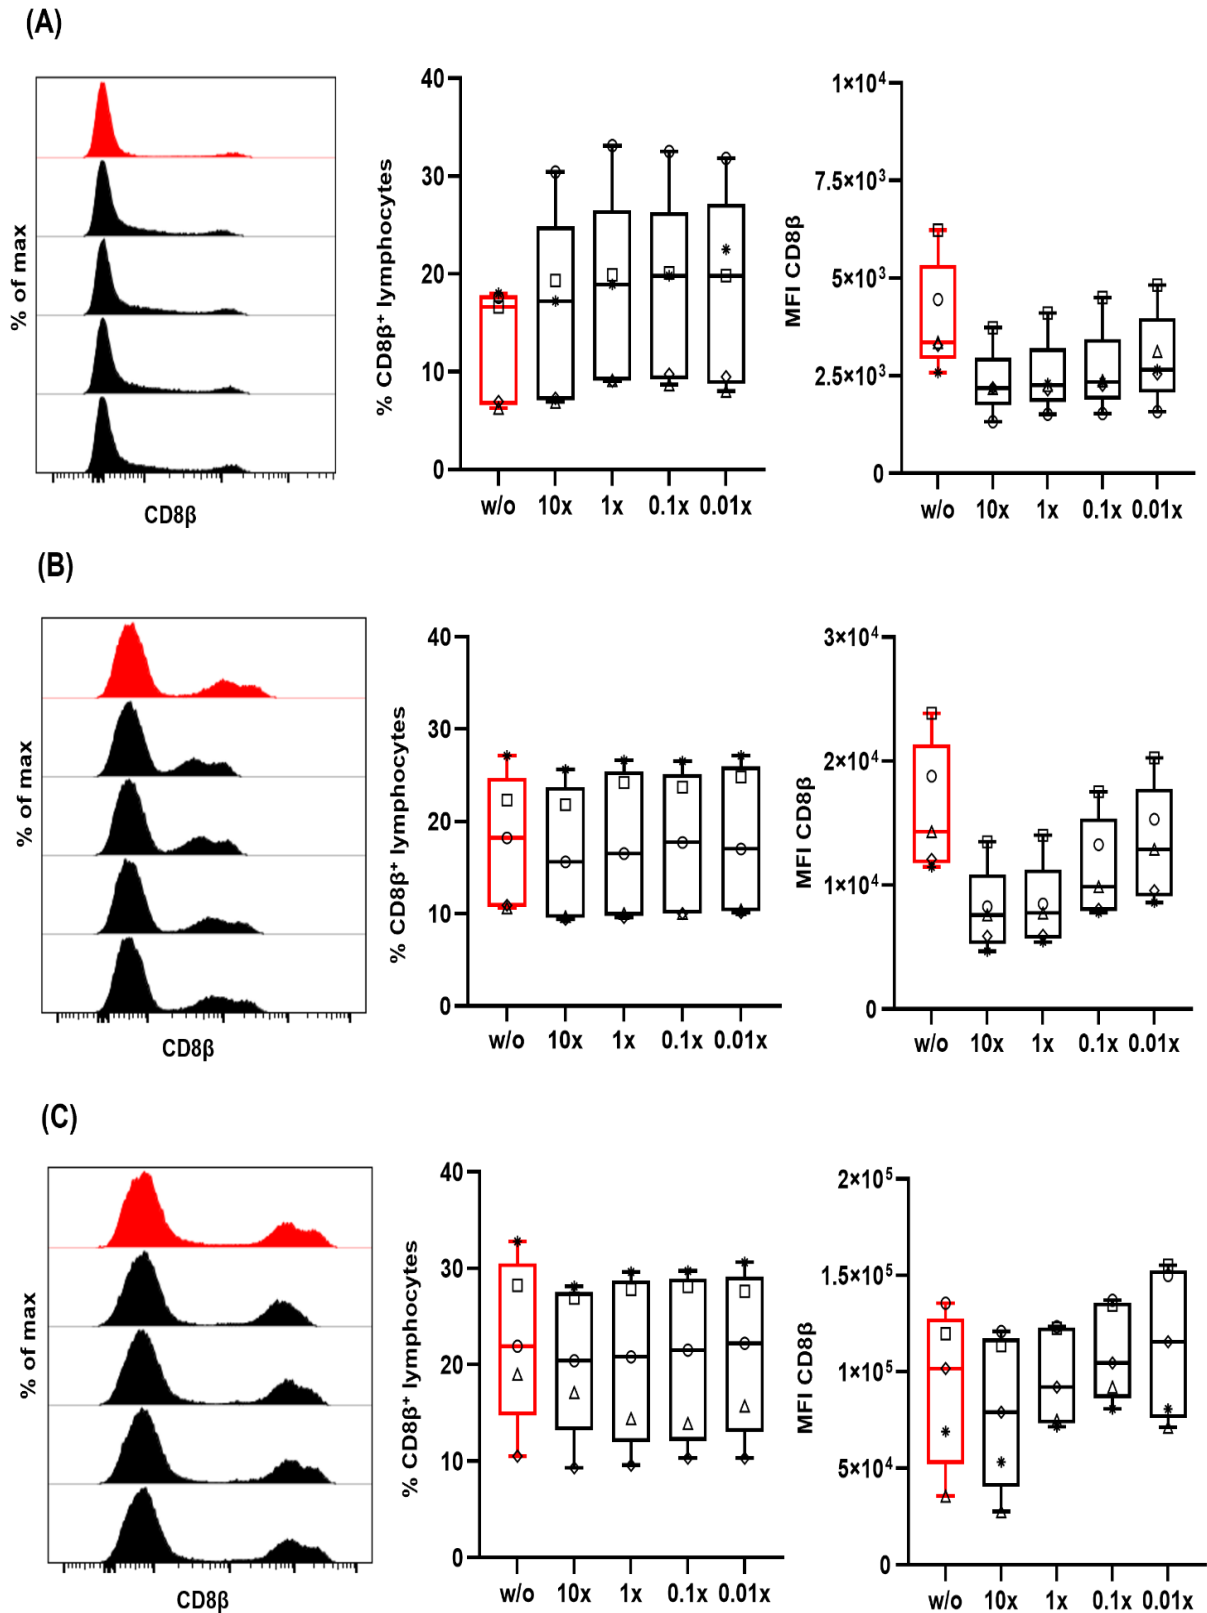 (A)
% of max
CD8β
% CD8β⁺ lymphocytes
40
30
20
10
0
w/o 10x 1x 0.1x 0.01x
MFI CD8β
1×10⁴
7.5×10³
5×10³
2.5×10³
0
w/o 10x 1x 0.1x 0.01x
(B)
% of max
CD8β
% CD8β⁺ lymphocytes
40
30
20
10
0
w/o 10x 1x 0.1x 0.01x
MFI CD8β
3×10⁴
2×10⁴
1×10⁴
0
w/o 10x 1x 0.1x 0.01x
(C)
% of max
CD8β
% CD8β⁺ lymphocytes
40
30
20
10
0
w/o 10x 1x 0.1x 0.01x
MFI CD8β
2×10⁵
1.5×10⁵
1×10⁵
5×10⁴
0
w/o 10x 1x 0.1x 0.01x